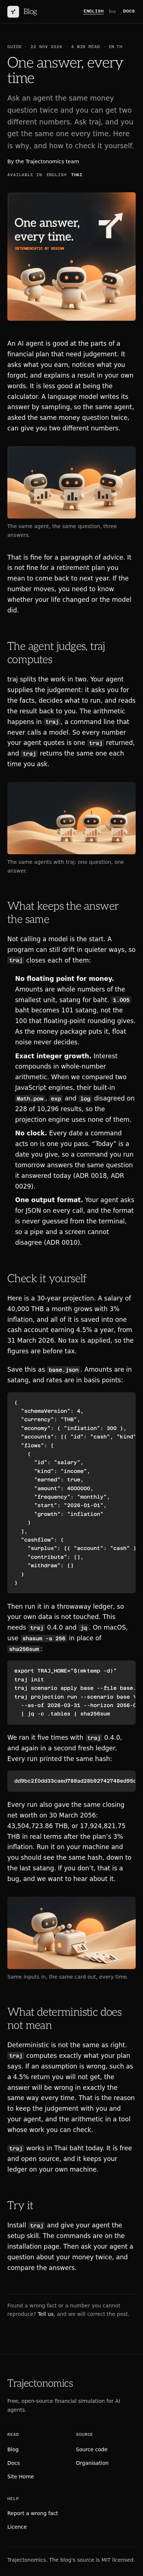 Blog
ENGLISH
ไทย
DOCS
GUIDE · 22 NOV 2026 · 4 MIN READ · EN TH
One answer, every
time
Ask an agent the same money
question twice and you can get two
different numbers. Ask traj, and you
get the same one every time. Here
is why, and how to check it yourself.
By the Trajectonomics team
AVAILABLE IN ENGLISH THAI
One answer,
every time.
DETERMINISTIC BY DESIGN
An AI agent is good at the parts of a
financial plan that need judgement. It
asks what you earn, notices what you
forgot, and explains a result in your own
words. It is less good at being the
calculator. A language model writes its
answer by sampling, so the same agent,
asked the same money question twice,
can give you two different numbers.
The same agent, the same question, three
answers.
That is fine for a paragraph of advice. It
is not fine for a retirement plan you
mean to come back to next year. If the
number moves, you need to know
whether your life changed or the model
did.
The agent judges, traj
computes
traj splits the work in two. Your agent
supplies the judgement: it asks you for
the facts, decides what to run, and reads
the result back to you. The arithmetic
happens in traj, a command line that
never calls a model. So every number
your agent quotes is one traj returned,
and traj returns the same one each
time you ask.
The same agents with traj: one question, one
answer.
What keeps the answer
the same
Not calling a model is the start. A
program can still drift in quieter ways, so
traj closes each of them:
No floating point for money.
Amounts are whole numbers of the
smallest unit, satang for baht. 1.005
baht becomes 101 satang, not the
100 that floating-point rounding gives.
As the money package puts it, float
noise never decides.
Exact integer growth. Interest
compounds in whole-number
arithmetic. When we compared two
JavaScript engines, their built-in
Math.pow, exp and log disagreed on
228 of 10,296 results, so the
projection engine uses none of them.
No clock. Every date a command
acts on is one you pass. "Today" is a
date you give, so a command you run
tomorrow answers the same question
it answered today (ADR 0018, ADR
0029).
One output format. Your agent asks
for JSON on every call, and the format
is never guessed from the terminal,
so a pipe and a screen cannot
disagree (ADR 0010).
Check it yourself
Here is a 30-year projection. A salary of
40,000 THB a month grows with 3%
inflation, and all of it is saved into one
cash account earning 4.5% a year, from
31 March 2026. No tax is applied, so the
figures are before tax.
Save this as base.json. Amounts are in
satang, and rates are in basis points:
{
"schemaVersion": 4,
"currency": "THB",
"economy": { "inflation": 300 },
"accounts": [{ "id": "cash", "kind"
"flows": [
{
"id": "salary",
"kind": "income",
"earned": true,
"amount": 4000000,
"frequency": "monthly",
"start": "2026-01-01",
"growth": "inflation"
}
],
"cashflow": {
"surplus": [{ "account": "cash" }
"contribute": [],
"withdraw": []
}
}
Then run it in a throwaway ledger, so
your own data is not touched. This
needs traj 0.4.0 and jq. On macOS,
use shasum -a 256 in place of
sha256sum:
export TRAJ_HOME="$(mktemp -d)"
traj init
traj scenario apply base --file base.
traj projection run --scenario base \
--as-of 2026-03-31 --horizon 2056-0
| jq -c .tables | sha256sum
We ran it five times with traj 0.4.0,
and again in a second fresh ledger.
Every run printed the same hash:
Every run also gave the same closing
net worth on 30 March 2056:
43,504,723.86 THB, or 17,924,821.75
THB in real terms after the plan's 3%
inflation. Run it on your machine and
you should see the same hash, down to
the last satang. If you don't, that is a
bug, and we want to hear about it.
Same inputs in, the same card out, every time.
What deterministic does
not mean
Deterministic is not the same as right.
traj computes exactly what your plan
says. If an assumption is wrong, such as
a 4.5% return you will not get, the
answer will be wrong in exactly the
same way every time. That is the reason
to keep the judgement with you and
your agent, and the arithmetic in a tool
whose work you can check.
traj works in Thai baht today. It is free
and open source, and it keeps your
ledger on your own machine.
Try it
Install traj and give your agent the
setup skill. The commands are on the
installation page. Then ask your agent a
question about your money twice, and
compare the answers.
Found a wrong fact or a number you cannot
reproduce? Tell us, and we will correct the post.
Trajectonomics
Free, open-source financial simulation for AI
agents.
READ
SOURCE
Blog
Source code
Docs
Organisation
Site Home
HELP
Report a wrong fact
Licence
Trajectonomics. The blog's source is MIT licensed.